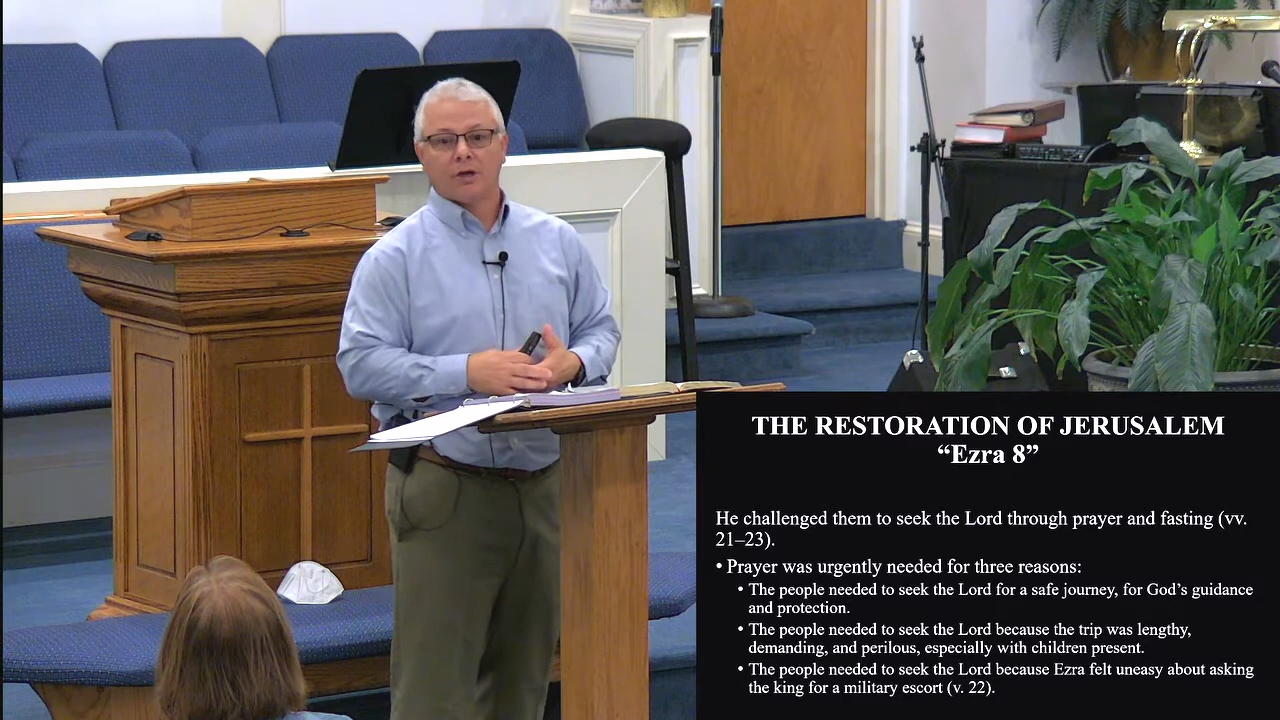 THE RESTORATION OF JERUSALEM
“Ezra 8”
He challenged them to seek the Lord through prayer and fasting (vv.
21–23).
• Prayer was urgently needed for three reasons:
• The people needed to seek the Lord for a safe journey, for God’s guidance
and protection.
• The people needed to seek the Lord because the trip was lengthy,
demanding, and perilous, especially with children present.
• The people needed to seek the Lord because Ezra felt uneasy about asking
the king for a military escort (v. 22).